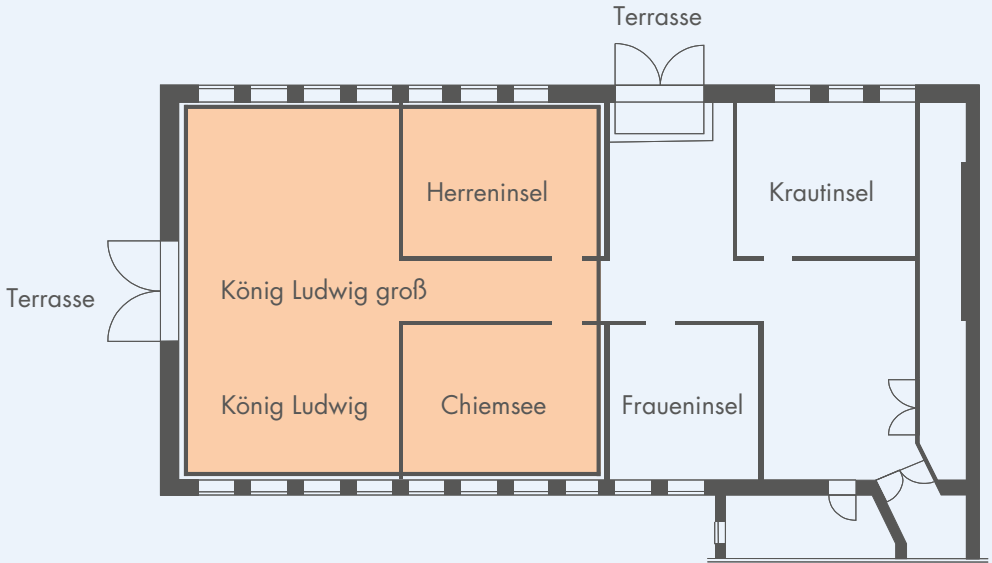 Terrasse
Herreninsel
Krautinsel
König Ludwig groß
Terrasse
König Ludwig
Chiemsee
Fraueninsel